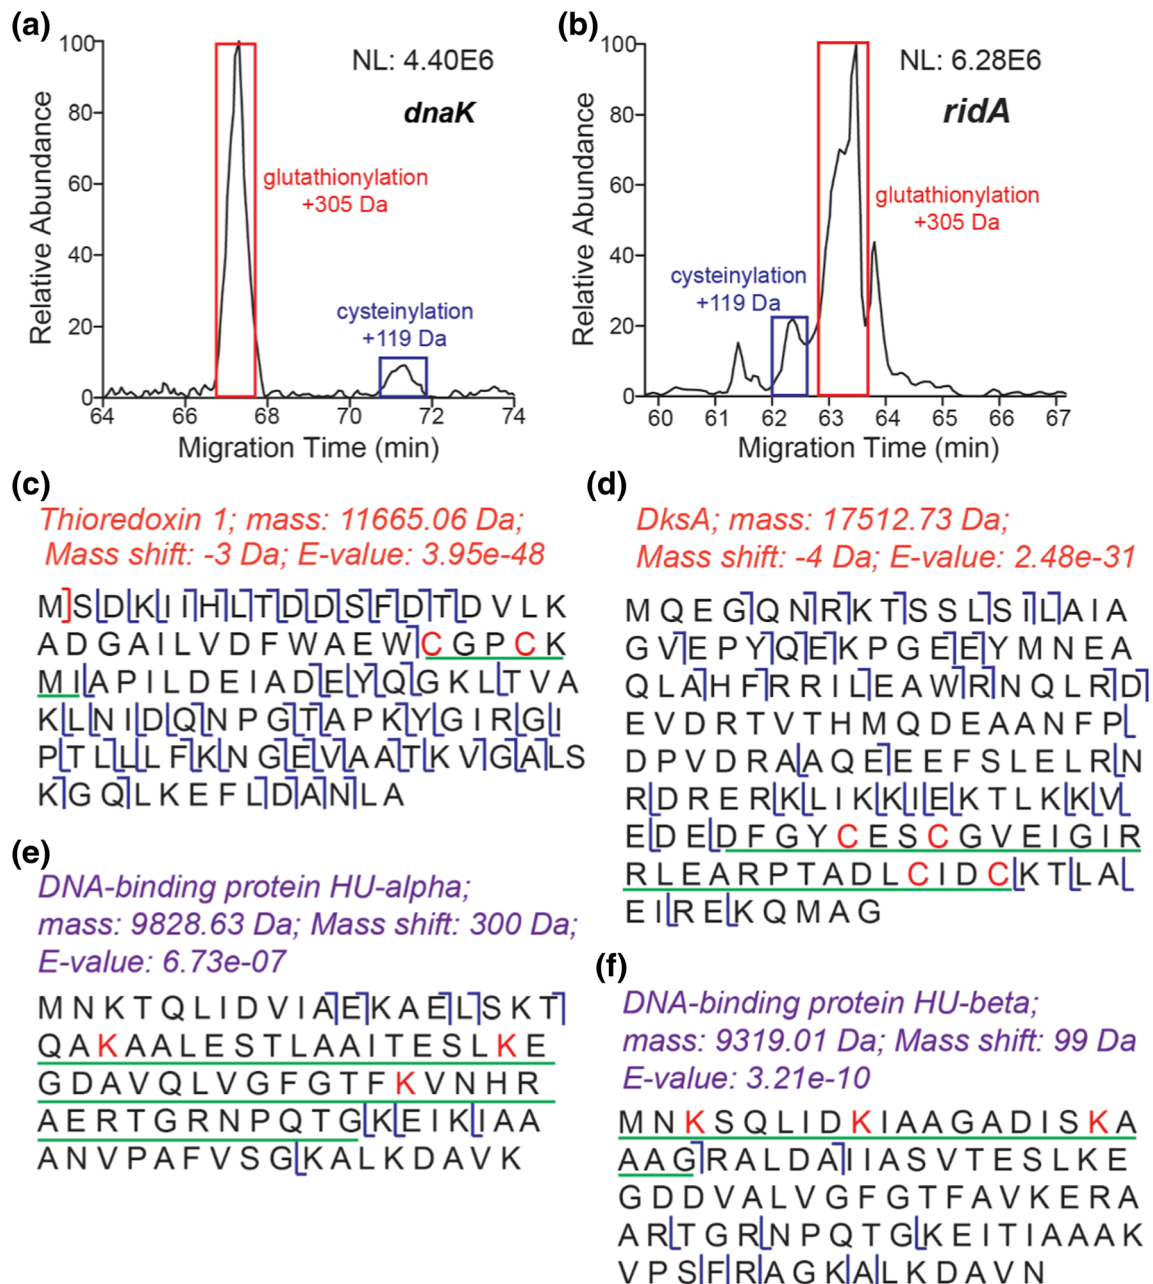 (a)
100
80
60
40
20
0
Relative Abundance
NL: 4.40E6
dnaK
glutathionylation
+305 Da
cysteinylation
+119 Da
64 66 68 70 72 74
Migration Time (min)
(b)
100
80
60
40
20
0
Relative Abundance
NL: 6.28E6
ridA
glutathionylation
+305 Da
cysteinylation
+119 Da
60 61 62 63 64 65 66 67
Migration Time (min)
(c)
Thioredoxin 1; mass: 11665.06 Da;
Mass shift: -3 Da; E-value: 3.95e-48
M S D K I I H L T D D S F D T D V L K
A D G A I L V D F W A E W C G P C K
M I A P I L D E I A D E Y Q G K L T V A
K L N I D Q N P G T A P K Y G I R G I
P T L L L F K N G E V A A T K V G A L S
K G Q L K E F L D A N L A
(d)
DksA; mass: 17512.73 Da;
Mass shift: -4 Da; E-value: 2.48e-31
M Q E G Q N R K T S S L S I L A I A
G V E P Y Q E K P G E E Y M N E A
Q L A H F R R I L E A W R N Q L R D
E V D R T V T H M Q D E A A N F P
D P V D R A A Q E E E F S L E L R N
R D R E R K L I K K I E K T L K K V
E D E D F G Y C E S C G V E I G I R
R L E A R P T A D L C I D C K T L A
E I R E K Q M A G
(e)
DNA-binding protein HU-alpha;
mass: 9828.63 Da; Mass shift: 300 Da;
E-value: 6.73e-07
M N K T Q L I D V I A E K A E L S K T
Q A K A A L E S T L A A I T E S L K E
G D A V Q L V G F G T F K V N H R
A E R T G R N P Q T G K E I K I A A
A N V P A F V S G K A L K D A V K
(f)
DNA-binding protein HU-beta;
mass: 9319.01 Da; Mass shift: 99 Da
E-value: 3.21e-10
M N K S Q L I D K I A A G A D I S K A
A A G R A L D A I I A S V T E S L K E
G D D V A L V G F G T F A V K E R A
A R T G R N P Q T G K E I T I A A A K
V P S F R A G K A L K D A V N